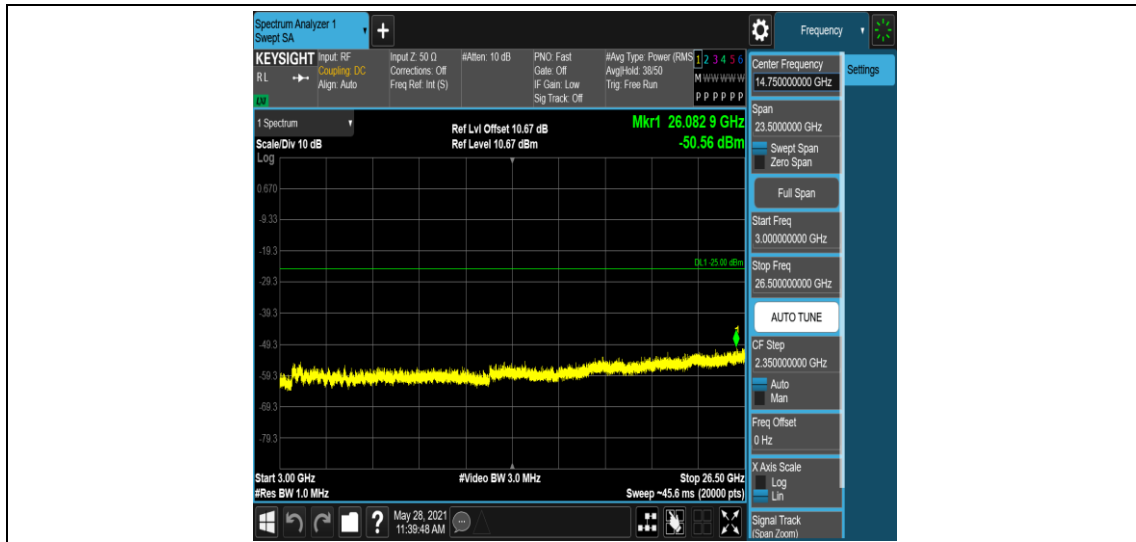 Spectrum Analyzer 1
Swept SA
+
Frequency
KEYSIGHT
RL
LXI
Input: RF
Coupling: DC
Align: Auto
Input Z: 50 Ω
Corrections: Off
Freq Ref: Int (S)
#Atten: 10 dB
PNO: Fast
Gate: Off
IF Gain: Low
Sig Track: Off
#Avg Type: Power (RMS
Avg|Hold: 38/50
Trig: Free Run
1 2 3 4 5 6
M W W W W W
P P P P P P
1 Spectrum
Scale/Div 10 dB
Log
Ref Lvl Offset 10.67 dB
Ref Level 10.67 dBm
Mkr1 26.082 9 GHz
-50.56 dBm
0.670
-9.33
-19.3
DL1 -25.00 dBm
-29.3
-39.3
-49.3
1
-59.3
-69.3
-79.3
Start 3.00 GHz
#Video BW 3.0 MHz
Stop 26.50 GHz
#Res BW 1.0 MHz
Sweep ~45.6 ms (20000 pts)
?
May 28, 2021
11:39:48 AM
Center Frequency
14.750000000 GHz
Settings
Span
23.5000000 GHz
Swept Span
Zero Span
Full Span
Start Freq
3.000000000 GHz
Stop Freq
26.500000000 GHz
AUTO TUNE
CF Step
2.350000000 GHz
Auto
Man
Freq Offset
0 Hz
X Axis Scale
Log
Lin
Signal Track
(Span Zoom)